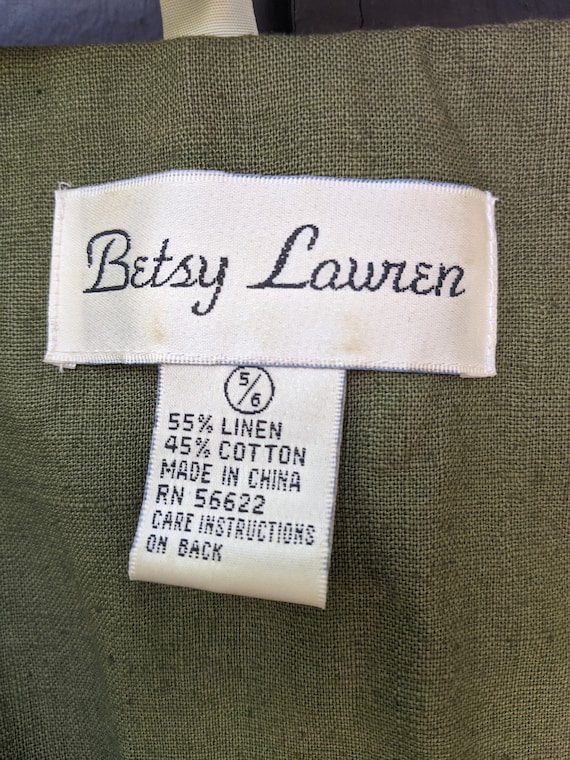 Betsy Lauren
5/6
55% LINEN
45% COTTON
MADE IN CHINA
RN 56622
CARE INSTRUCTIONS
ON BACK